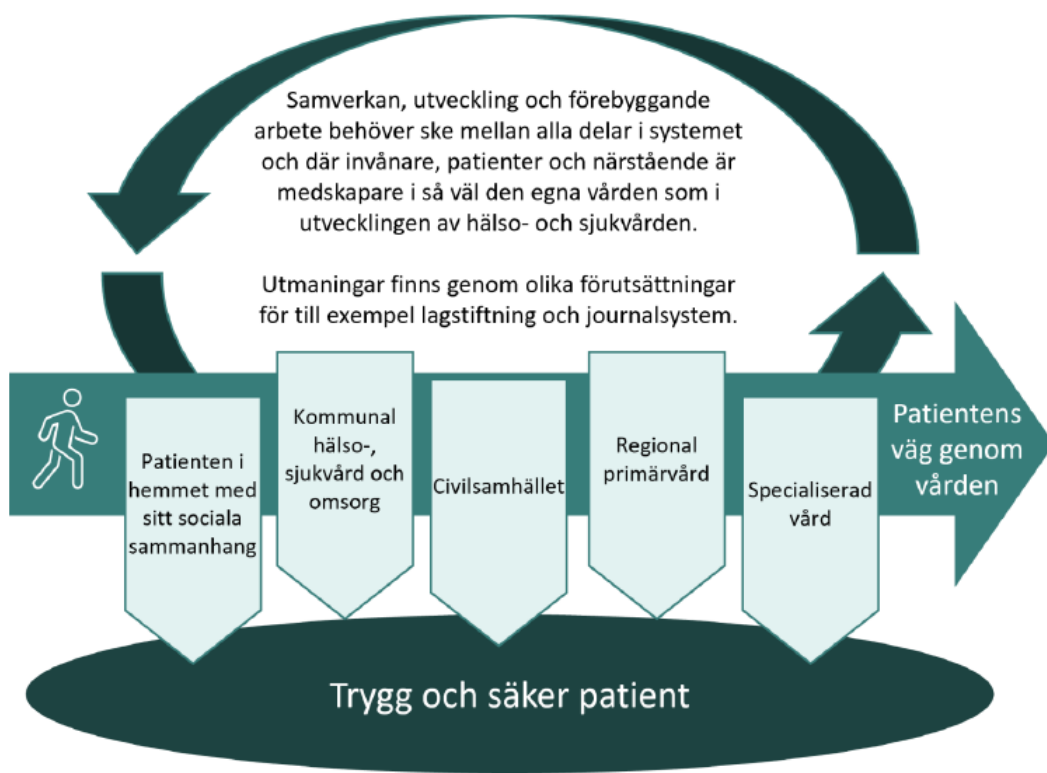 Samverkan, utveckling och förebyggande
arbete behöver ske mellan alla delar i systemet
och där invånare, patienter och närstående är
medskapare i så väl den egna vården som i
utvecklingen av hälso- och sjukvården.
Utmaningar finns genom olika förutsättningar
för till exempel lagstiftning och journalsystem.
Patienten i
hemmet med
sitt sociala
sammanhang
Kommunal
hälso-,
sjukvård och
omsorg
Civilsamhället
Regional
primärvård
Specialiserad
vård
Patientens
väg genom
vården
Trygg och säker patient